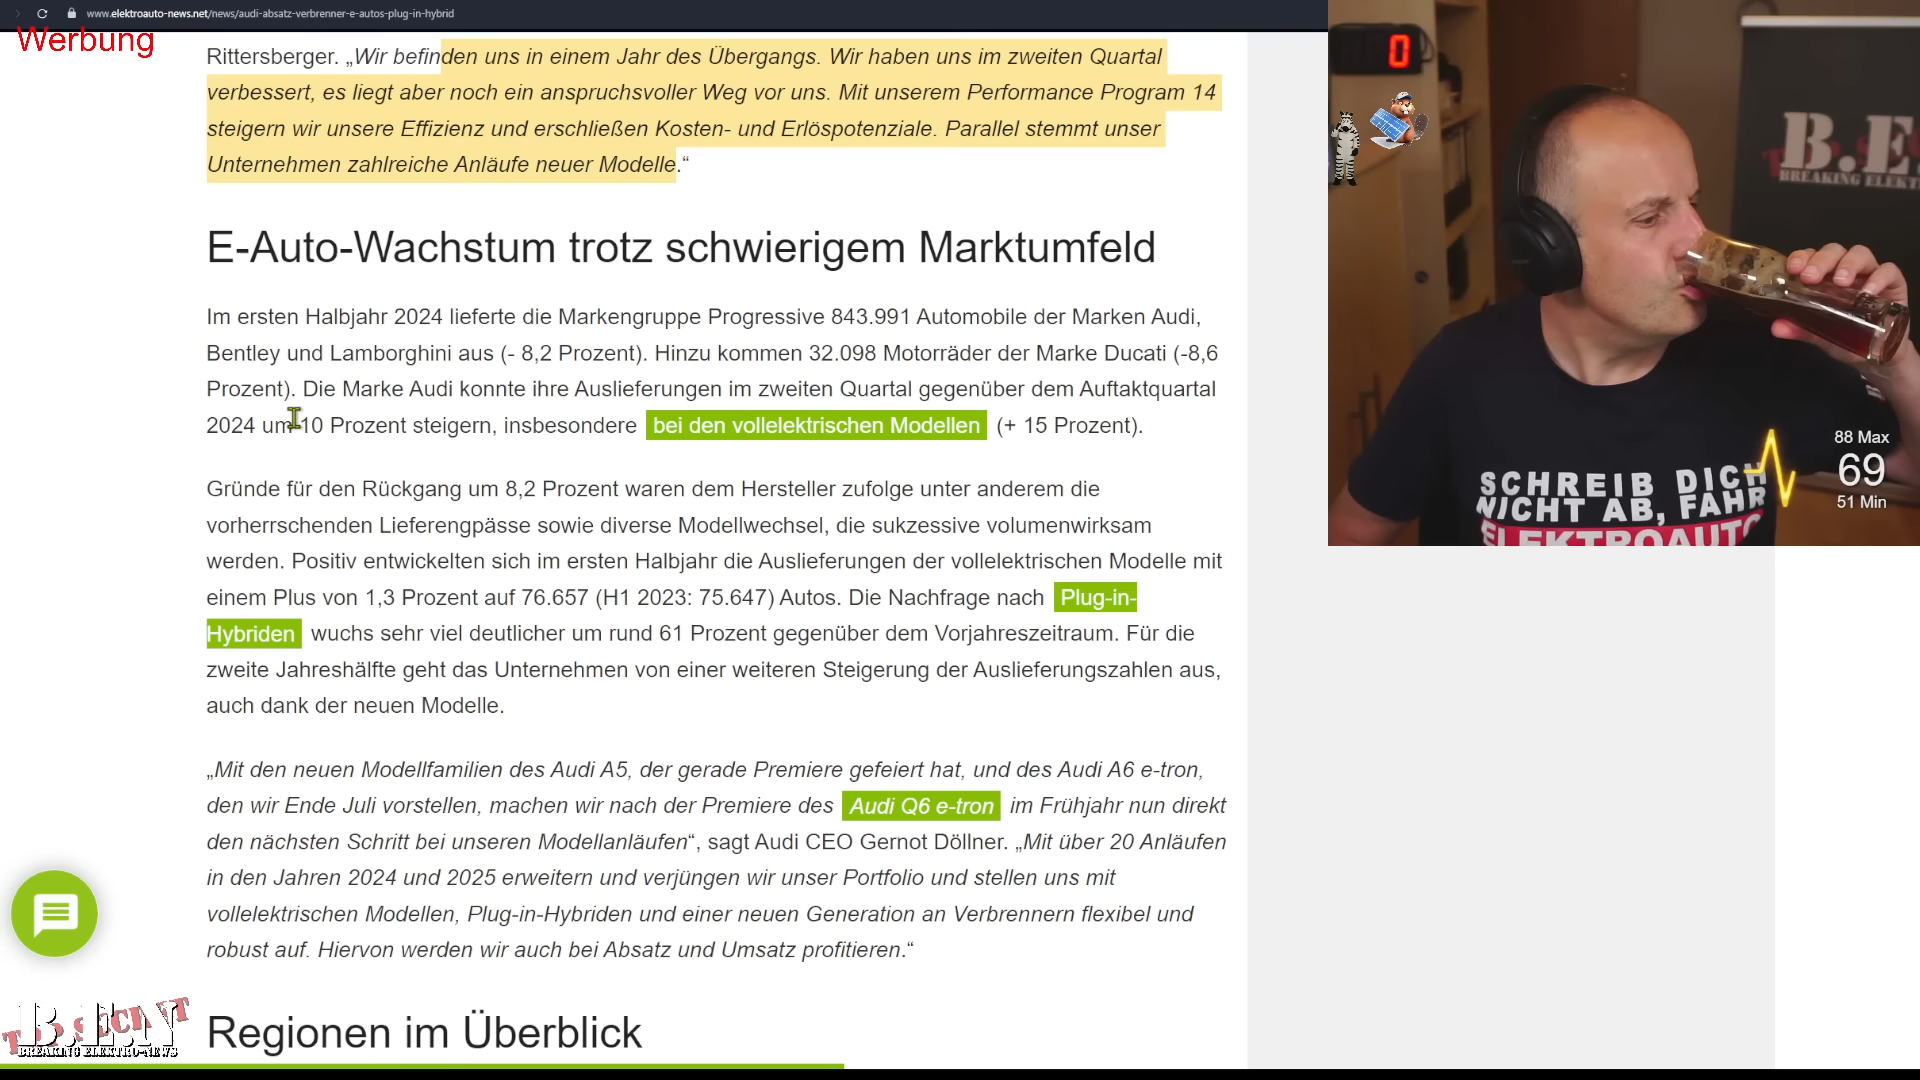 www.elektroauto-news.net/news/audi-absatz-verbrenner-e-autos-plug-in-hybrid
Werbung
Rittersberger. „Wir befinden uns in einem Jahr des Übergangs. Wir haben uns im zweiten Quartal
verbessert, es liegt aber noch ein anspruchsvoller Weg vor uns. Mit unserem Performance Program 14
steigern wir unsere Effizienz und erschließen Kosten- und Erlöspotenziale. Parallel stemmt unser
Unternehmen zahlreiche Anläufe neuer Modelle.“
E-Auto-Wachstum trotz schwierigem Marktumfeld
Im ersten Halbjahr 2024 lieferte die Markengruppe Progressive 843.991 Automobile der Marken Audi,
Bentley und Lamborghini aus (- 8,2 Prozent). Hinzu kommen 32.098 Motorräder der Marke Ducati (-8,6
Prozent). Die Marke Audi konnte ihre Auslieferungen im zweiten Quartal gegenüber dem Auftaktquartal
2024 um 10 Prozent steigern, insbesondere bei den vollelektrischen Modellen (+ 15 Prozent).
Gründe für den Rückgang um 8,2 Prozent waren dem Hersteller zufolge unter anderem die
vorherrschenden Lieferengpässe sowie diverse Modellwechsel, die sukzessive volumenwirksam
werden. Positiv entwickelten sich im ersten Halbjahr die Auslieferungen der vollelektrischen Modelle mit
einem Plus von 1,3 Prozent auf 76.657 (H1 2023: 75.647) Autos. Die Nachfrage nach Plug-in-
Hybriden wuchs sehr viel deutlicher um rund 61 Prozent gegenüber dem Vorjahreszeitraum. Für die
zweite Jahreshälfte geht das Unternehmen von einer weiteren Steigerung der Auslieferungszahlen aus,
auch dank der neuen Modelle.
„Mit den neuen Modellfamilien des Audi A5, der gerade Premiere gefeiert hat, und des Audi A6 e-tron,
den wir Ende Juli vorstellen, machen wir nach der Premiere des Audi Q6 e-tron im Frühjahr nun direkt
den nächsten Schritt bei unseren Modellanläufen“, sagt Audi CEO Gernot Döllner. „Mit über 20 Anläufen
in den Jahren 2024 und 2025 erweitern und verjüngen wir unser Portfolio und stellen uns mit
vollelektrischen Modellen, Plug-in-Hybriden und einer neuen Generation an Verbrennern flexibel und
robust auf. Hiervon werden wir auch bei Absatz und Umsatz profitieren.“
Regionen im Überblick
B.EN
BREAKING ELEKTRO-NEWS
0
B.E
BREAKING ELEKT
SCHREIB DICH
NICHT AB, FAHR
ELEKTROAUTO
88 Max
69
51 Min